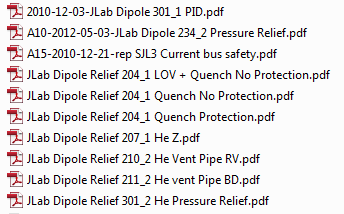 2010-12-03-JLab Dipole 301_1 PID.pdf
A10-2012-05-03-JLab Dipole 234_2 Pressure Relief.pdf
A15-2010-12-21-rep SJL3 Current bus safety.pdf
JLab Dipole Relief 204_1 LOV + Quench No Protection.pdf
JLab Dipole Relief 204_1 Quench No Protection.pdf
JLab Dipole Relief 204_1 Quench Protection.pdf
JLab Dipole Relief 207_1 He Z.pdf
JLab Dipole Relief 210_2 He Vent Pipe RV.pdf
JLab Dipole Relief 211_2 He vent Pipe BD.pdf
JLab Dipole Relief 301_2 He Pressure Relief.pdf